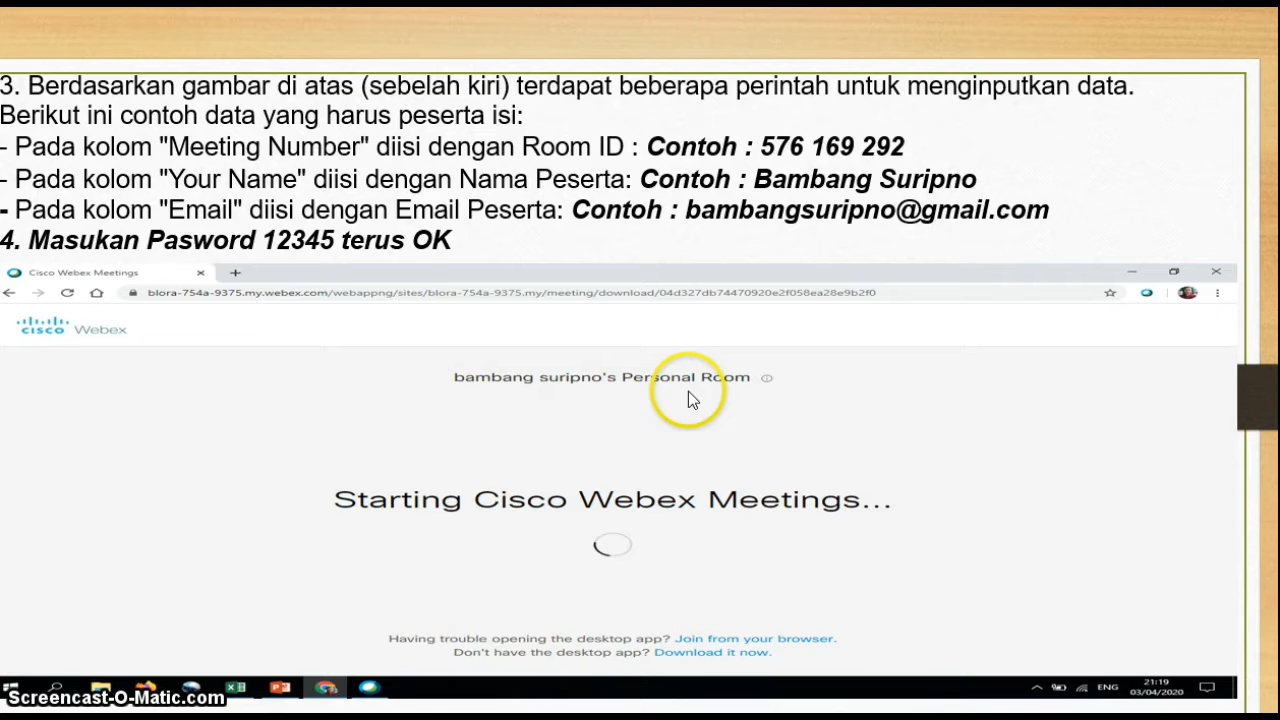 3. Berdasarkan gambar di atas (sebelah kiri) terdapat beberapa perintah untuk menginputkan data.
Berikut ini contoh data yang harus peserta isi:
- Pada kolom "Meeting Number" diisi dengan Room ID : Contoh : 576 169 292
- Pada kolom "Your Name" diisi dengan Nama Peserta: Contoh : Bambang Suripno
- Pada kolom "Email" diisi dengan Email Peserta: Contoh : bambangsuripno@gmail.com
4. Masukan Pasword 12345 terus OK
Cisco Webex Meetings
blora-754a-9375.my.webex.com/webappng/sites/blora-754a-9375.my/meeting/download/04d327db74470920e2f058ea28e9b2f0
cisco Webex
bambang suripno's Personal Room
Starting Cisco Webex Meetings...
Having trouble opening the desktop app? Join from your browser.
Don't have the desktop app? Download it now.
ENG
21:19
03/04/2020
Screencast-O-Matic.com